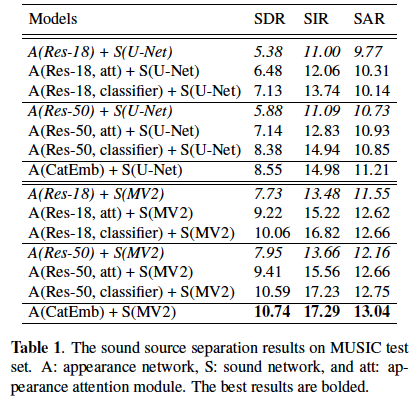 Models SDR SIR SAR
A(Res-18) + S(U-Net) 5.38 11.00 9.77
A(Res-18, att) + S(U-Net) 6.48 12.06 10.31
A(Res-18, classifier) + S(U-Net) 7.13 13.74 10.14
A(Res-50) + S(U-Net) 5.88 11.09 10.73
A(Res-50, att) + S(U-Net) 7.14 12.83 10.93
A(Res-50, classifier) + S(U-Net) 8.38 14.94 10.85
A(CatEmb) + S(U-Net) 8.55 14.98 11.21
A(Res-18) + S(MV2) 7.73 13.48 11.55
A(Res-18, att) + S(MV2) 9.22 15.22 12.62
A(Res-18, classifier) + S(MV2) 10.06 16.82 12.66
A(Res-50) + S(MV2) 7.95 13.66 12.16
A(Res-50, att) + S(MV2) 9.41 15.56 12.66
A(Res-50, classifier) + S(MV2) 10.59 17.23 12.75
A(CatEmb) + S(MV2) 10.74 17.29 13.04
Table 1. The sound source separation results on MUSIC test
set. A: appearance network, S: sound network, and att: ap-
pearance attention module. The best results are bolded.